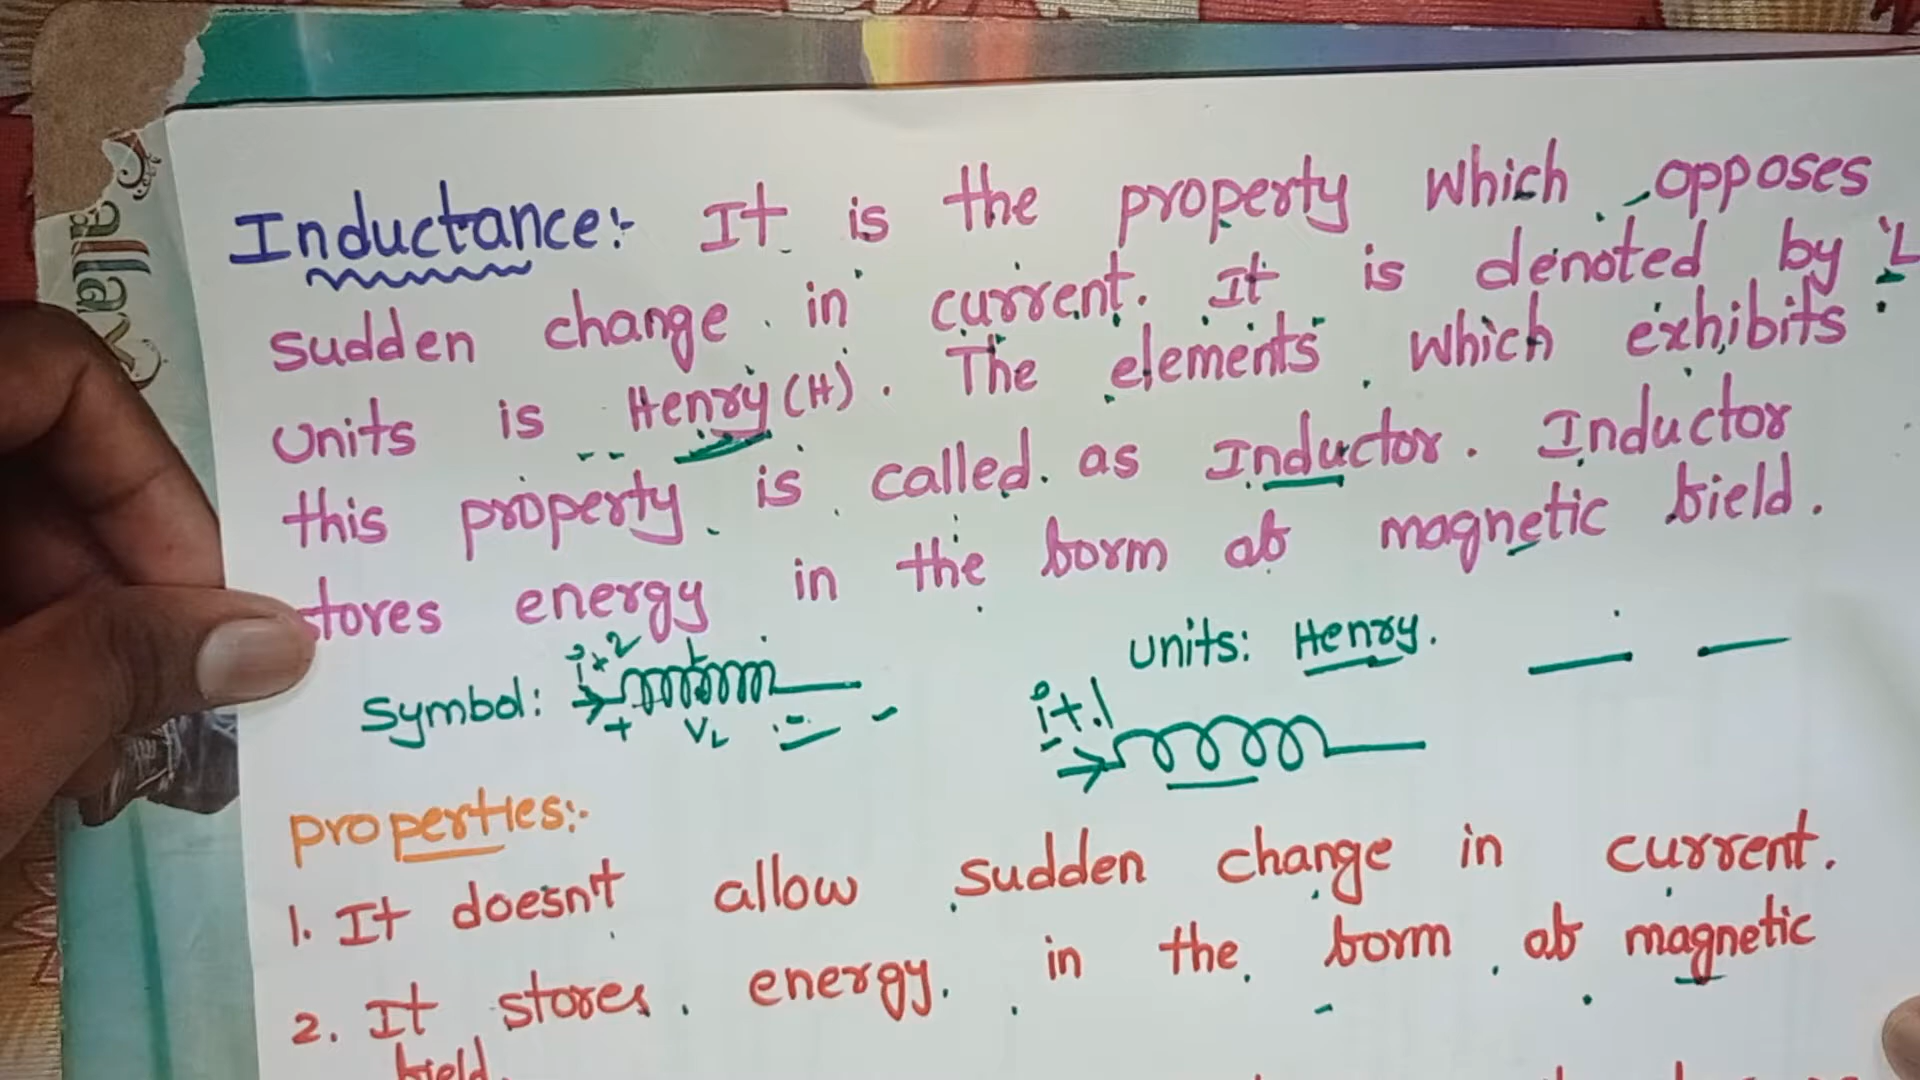 Inductance:- It is the property which opposes
sudden change in current. It is denoted by 'L
units is Henry (H). The elements which exhibits
this property is called as Inductor. Inductor
stores energy in the form of magnetic field.
Symbol: L + VL -
units: Henry.
properties:-
1. It doesn't allow sudden change in current.
2. It stores energy in the form of magnetic
field.